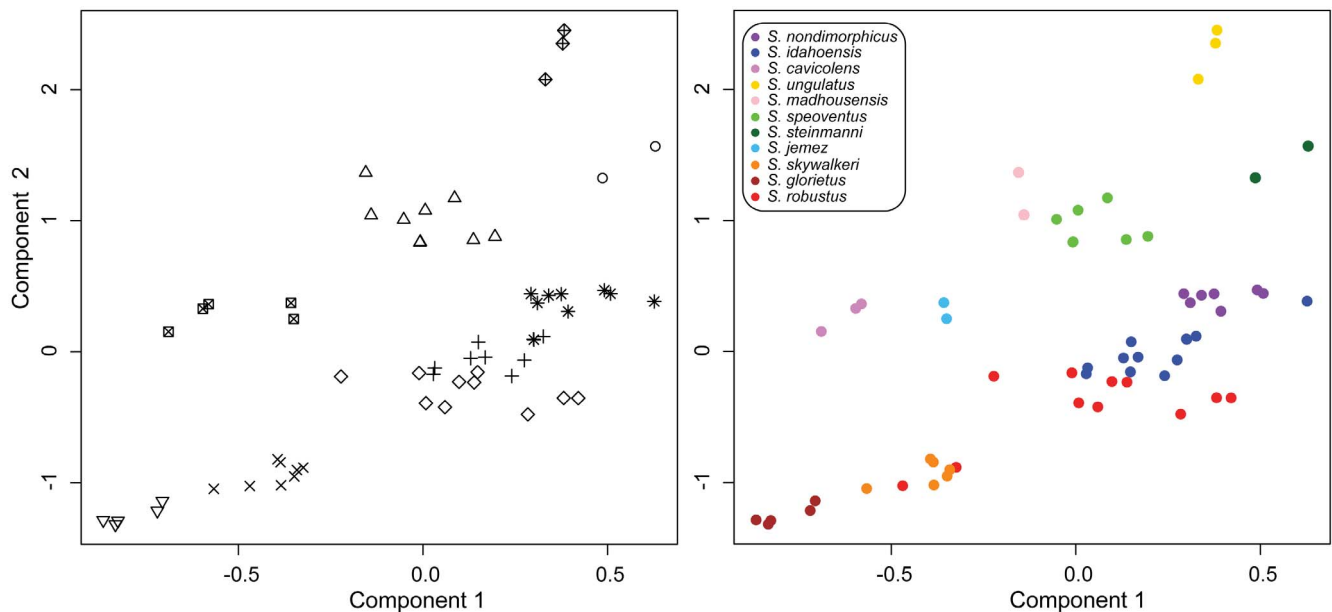 Component 2
2
1
0
-1
-0.5
0.0
0.5
Component 1
S. nondimorphicus
S. idahoensis
S. cavicolens
S. ungulatus
S. madhousensis
S. speoventus
S. steinmanni
S. jemez
S. skywalkeri
S. glorietus
S. robustus
2
1
0
-1
-0.5
0.0
0.5
Component 1